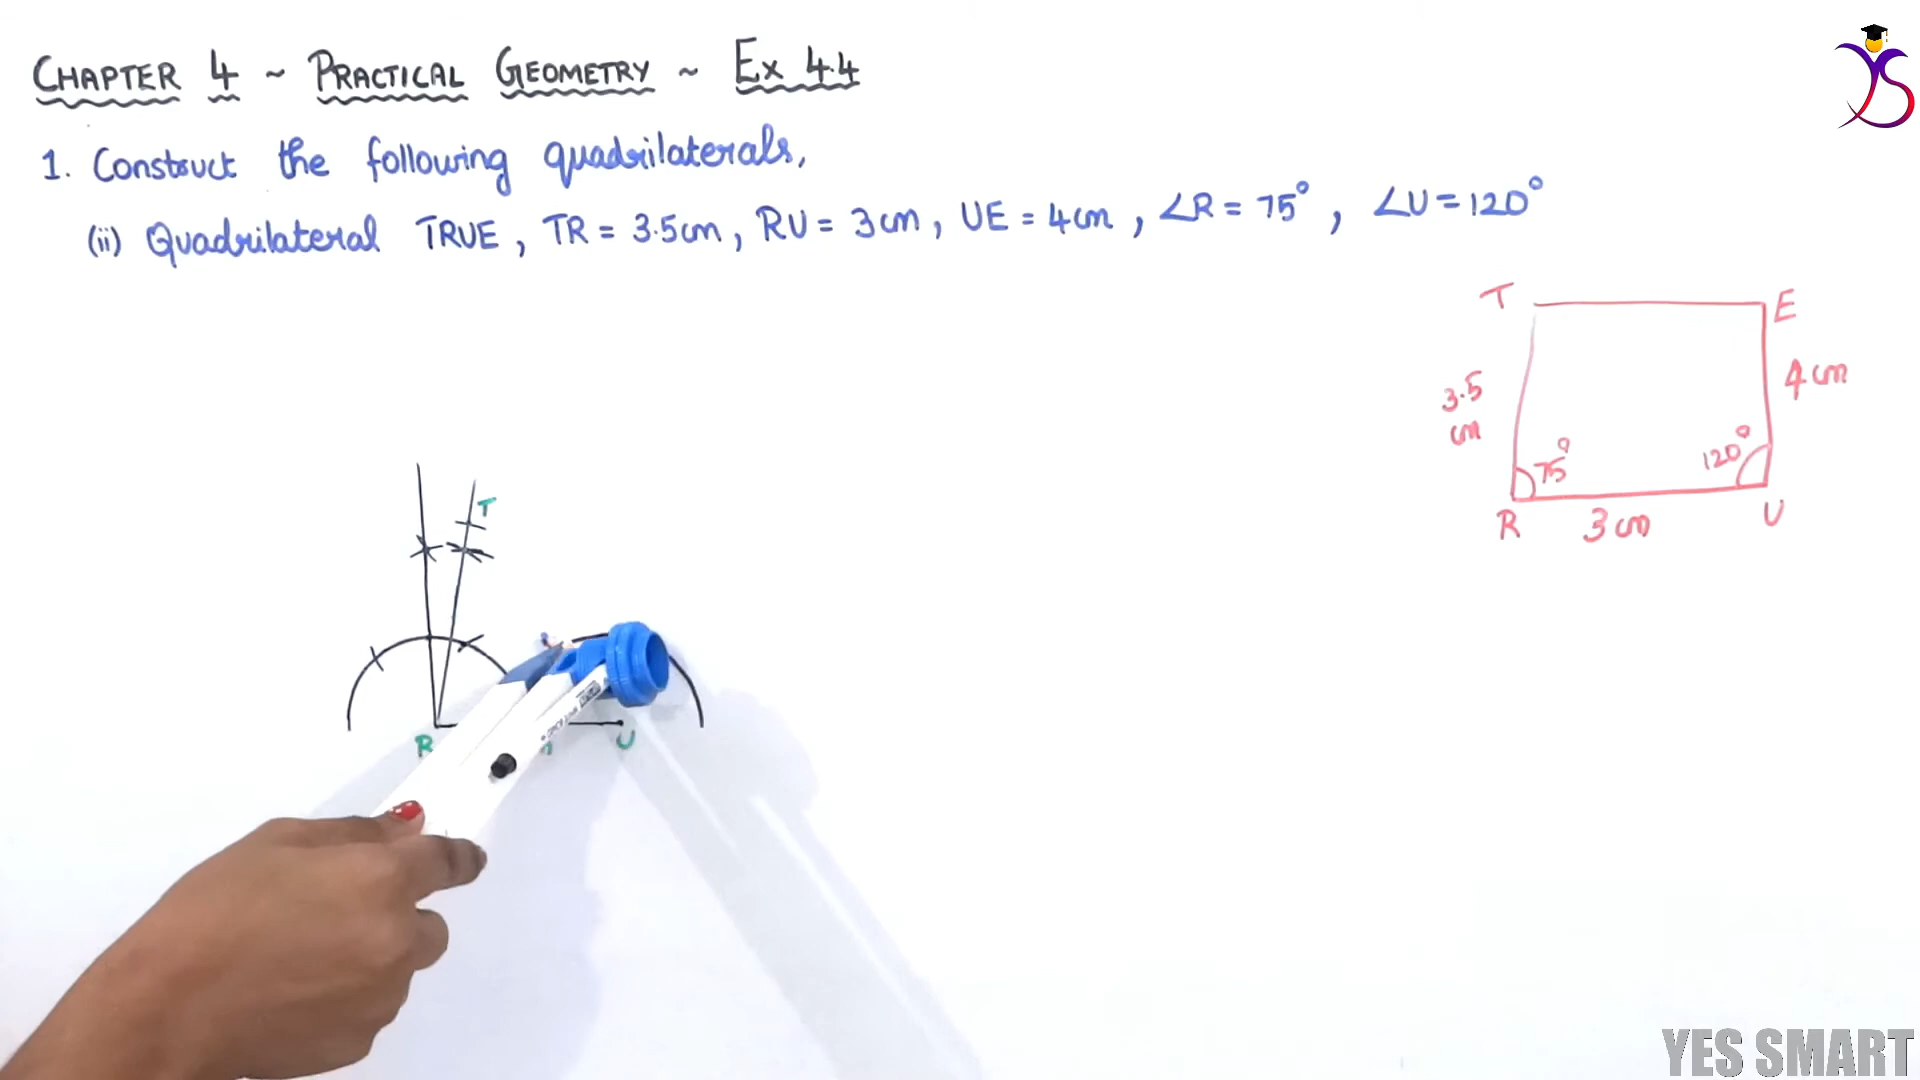 CHAPTER 4 ~ PRACTICAL GEOMETRY ~ Ex 4.4
1. Construct the following quadrilaterals,
(ii) Quadrilateral TRUE, TR = 3.5cm, RU = 3cm, UE = 4cm, ∠R = 75°, ∠U = 120°
T E
3.5 cm
4 cm
75° 120°
R 3 cm U
T
R U
YES SMART